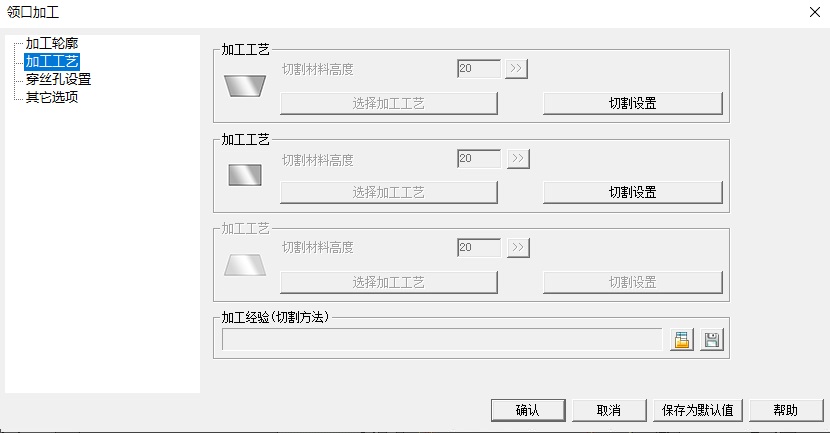 领口加工
加工轮廓
加工工艺
穿丝孔设置
其它选项
加工工艺
切割材料高度 20 >>
选择加工工艺 切割设置
加工工艺
切割材料高度 20 >>
选择加工工艺 切割设置
加工工艺
切割材料高度 20 >>
选择加工工艺 切割设置
加工经验(切割方法)
确认 取消 保存为默认值 帮助